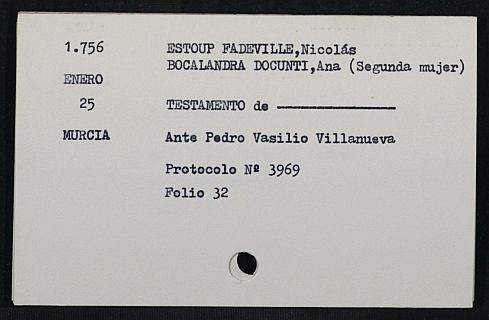 1.756 ESTOUP FADEVILLE,Nicolás
BOCALANDRA DOCUNTI,Ana (Segunda mujer)
ENERO
25 TESTAMENTO de ————————
MURCIA Ante Pedro Vasilio Villanueva
Protocolo Nº 3969
Folio 32